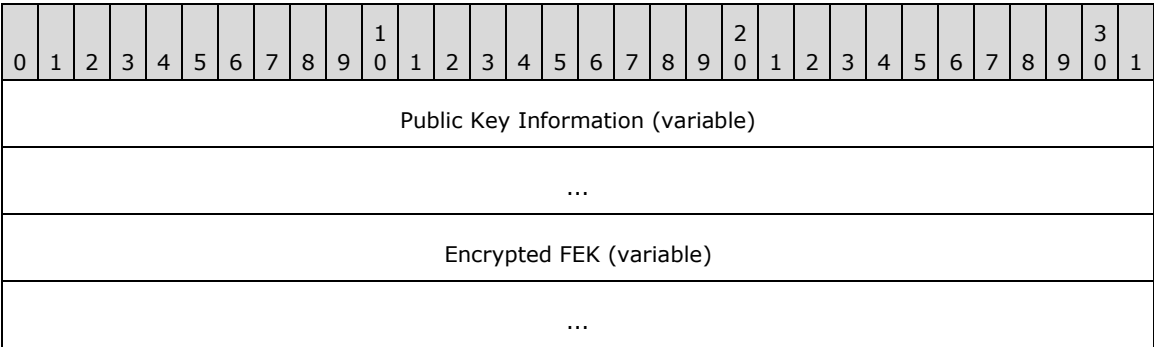 1 2 3
0 1 2 3 4 5 6 7 8 9 0 1 2 3 4 5 6 7 8 9 0 1 2 3 4 5 6 7 8 9 0 1
Public Key Information (variable)
...
Encrypted FEK (variable)
...